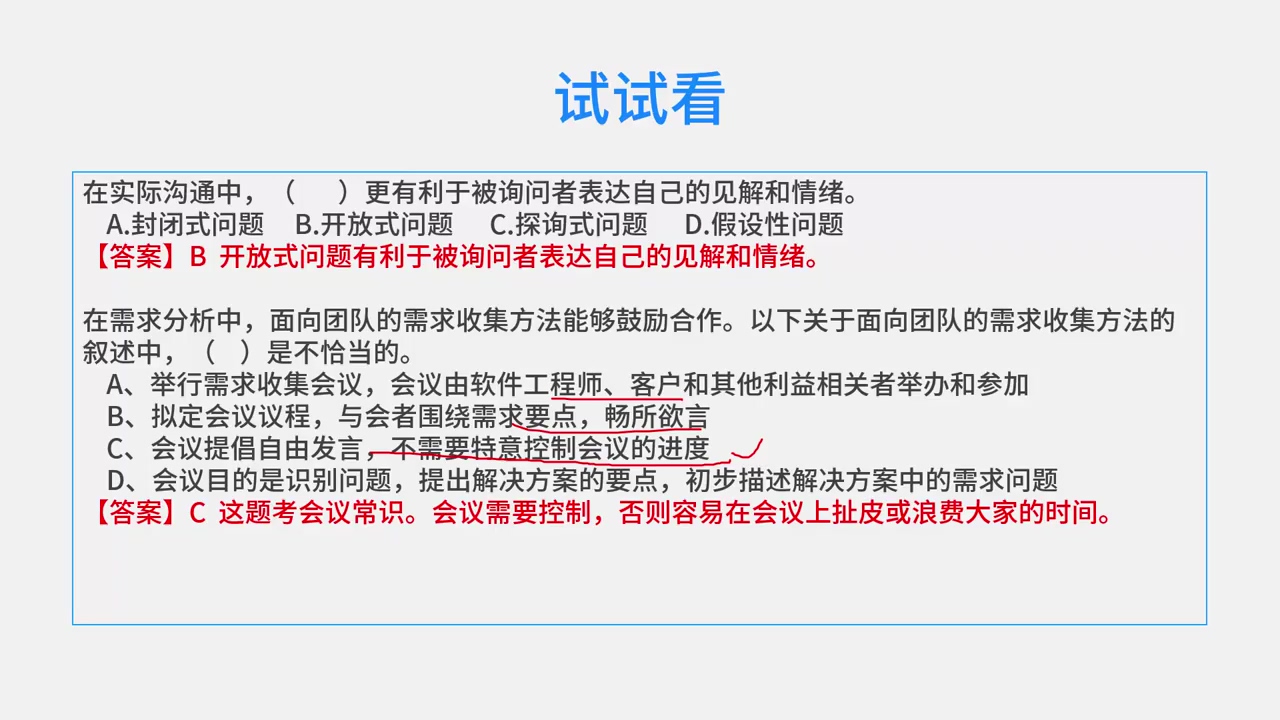 试试看
在实际沟通中，（ ）更有利于被询问者表达自己的见解和情绪。
A.封闭式问题 B.开放式问题 C.探询式问题 D.假设性问题
【答案】B 开放式问题有利于被询问者表达自己的见解和情绪。
在需求分析中，面向团队的需求收集方法能够鼓励合作。以下关于面向团队的需求收集方法的
叙述中，（ ）是不恰当的。
A、举行需求收集会议，会议由软件工程师、客户和其他利益相关者举办和参加
B、拟定会议议程，与会者围绕需求要点，畅所欲言
C、会议提倡自由发言，不需要特意控制会议的进度
D、会议目的是识别问题，提出解决方案的要点，初步描述解决方案中的需求问题
【答案】C 这题考会议常识。会议需要控制，否则容易在会议上扯皮或浪费大家的时间。